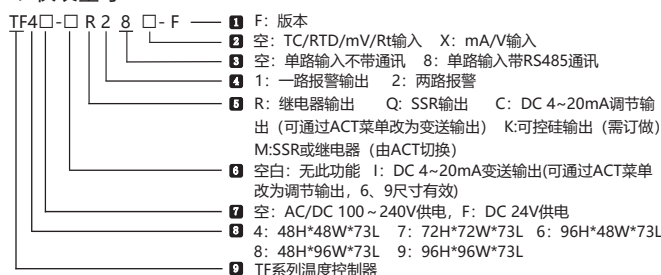 TF4□-□ R 2 8 □- F
1 F：版本
2 空：TC/RTD/mV/Rt输入 X：mA/V输入
3 空：单路输入不带通讯 8：单路输入带RS485通讯
4 1：一路报警输出 2：两路报警
5 R：继电器输出 Q：SSR输出 C：DC 4~20mA调节输
出（可通过ACT菜单改为变送输出） K:可控硅输出（需订做）
M:SSR或继电器（由ACT切换）
6 空白：无此功能 I：DC 4~20mA变送输出(可通过ACT菜单
改为调节输出，6、9尺寸有效)
7 空：AC/DC 100～240V供电，F：DC 24V供电
8 4：48H*48W*73L 7：72H*72W*73L 6：96H*48W*73L
8：48H*96W*73L 9：96H*96W*73L
9 TF系列温度控制器